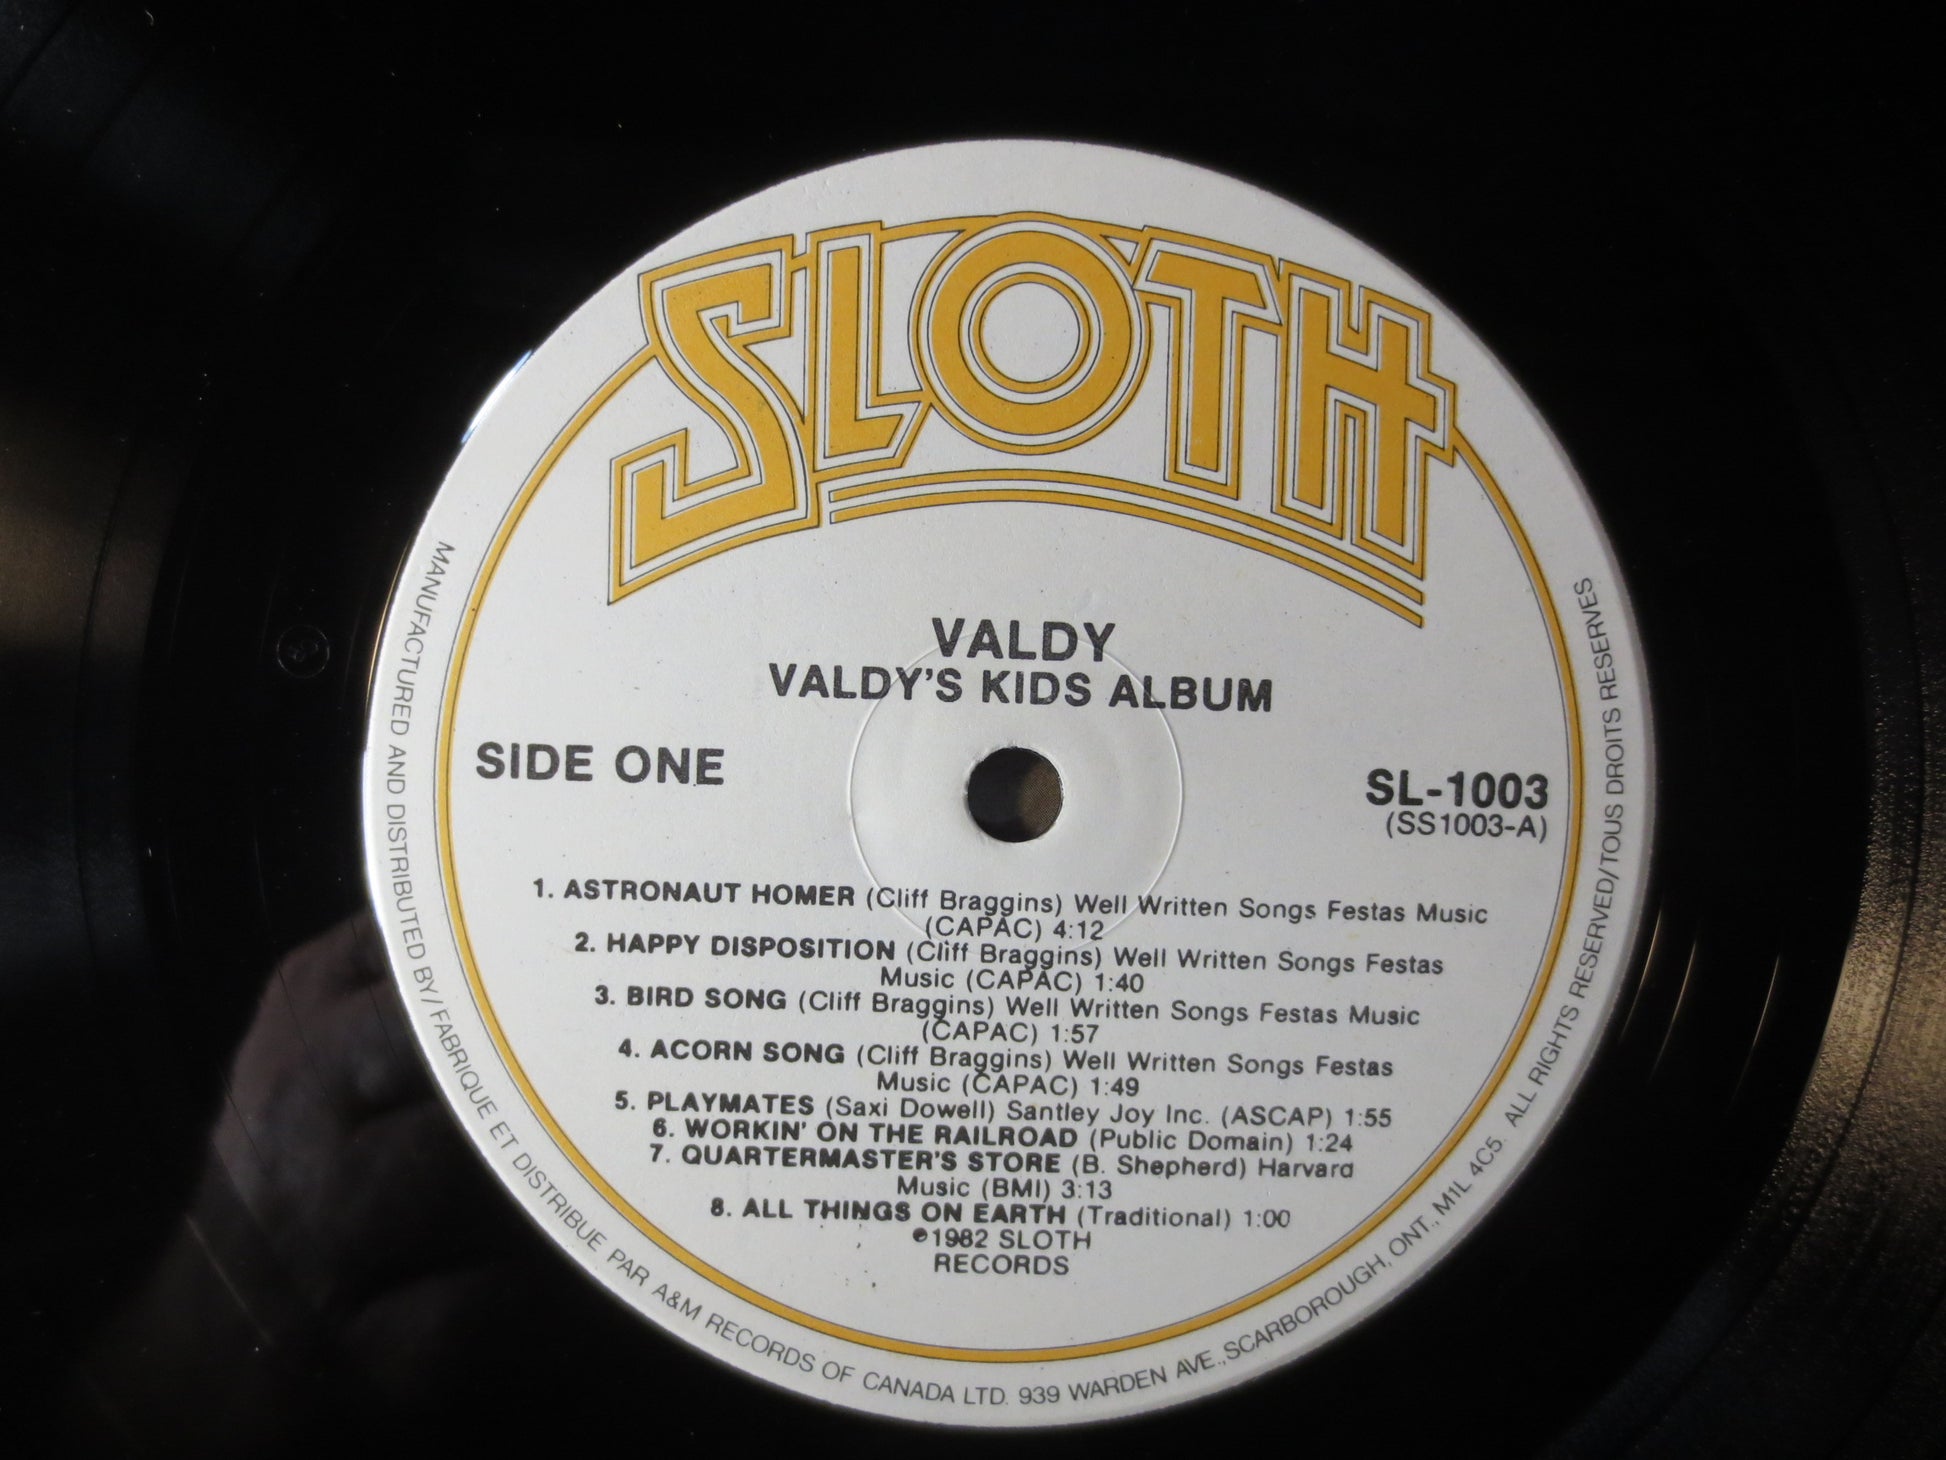 SLOTH
VALDY
VALDY'S KIDS ALBUM
SIDE ONE
SL-1003
(SS1003-A)
1. ASTRONAUT HOMER (Cliff Braggins) Well Written Songs Festas Music
(CAPAC) 4:12
2. HAPPY DISPOSITION (Cliff Braggins) Well Written Songs Festas
Music (CAPAC) 1:40
3. BIRD SONG (Cliff Braggins) Well Written Songs Festas Music
(CAPAC) 1:57
4. ACORN SONG (Cliff Braggins) Well Written Songs Festas
Music (CAPAC) 1:49
5. PLAYMATES (Saxi Dowell) Santley Joy Inc. (ASCAP) 1:55
6. WORKIN' ON THE RAILROAD (Public Domain) 1:24
7. QUARTERMASTER'S STORE (B. Shepherd) Harvard
Music (BMI) 3:13
8. ALL THINGS ON EARTH (Traditional) 1:00
℗1982 SLOTH
RECORDS
MANUFACTURED AND DISTRIBUTED BY/FABRIQUE ET DISTRIBUE PAR A&M RECORDS OF CANADA LTD. 939 WARDEN AVE., SCARBOROUGH, ONT., M1L 4C5. ALL RIGHTS RESERVED/TOUS DROITS RESERVES